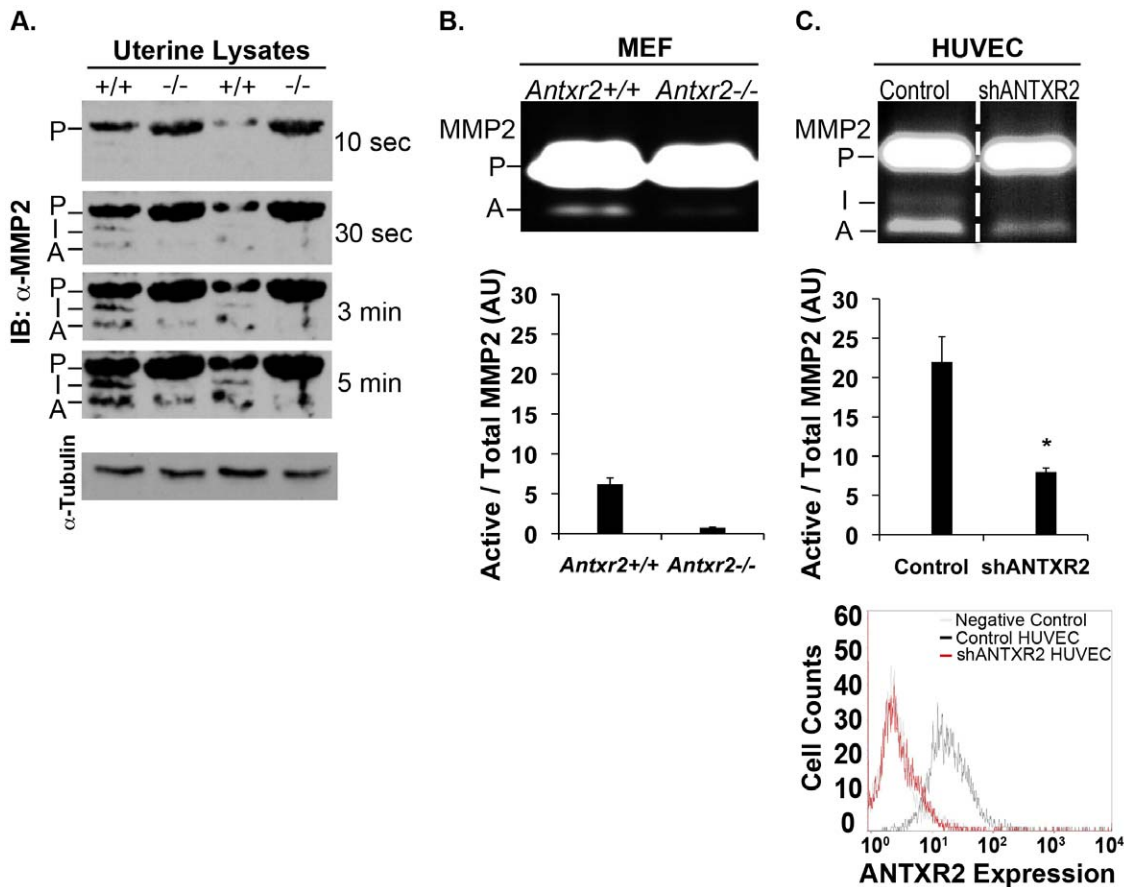 A.
Uterine Lysates
+/+ -/- +/+ -/-
IB: α-MMP2
P
10 sec
P
I
A
30 sec
P
I
A
3 min
P
I
A
5 min
α-Tubulin
B.
MEF
Antxr2+/+ Antxr2-/-
MMP2
P
A
Active / Total MMP2 (AU)
30
25
20
15
10
5
0
Antxr2+/+ Antxr2-/-
C.
HUVEC
Control shANTXR2
MMP2
P
I
A
Active / Total MMP2 (AU)
30
25
20
15
10
5
0
*
Control shANTXR2
Cell Counts
60
50
40
30
20
10
0
Negative Control
Control HUVEC
shANTXR2 HUVEC
10⁰ 10¹ 10² 10³ 10⁴
ANTXR2 Expression